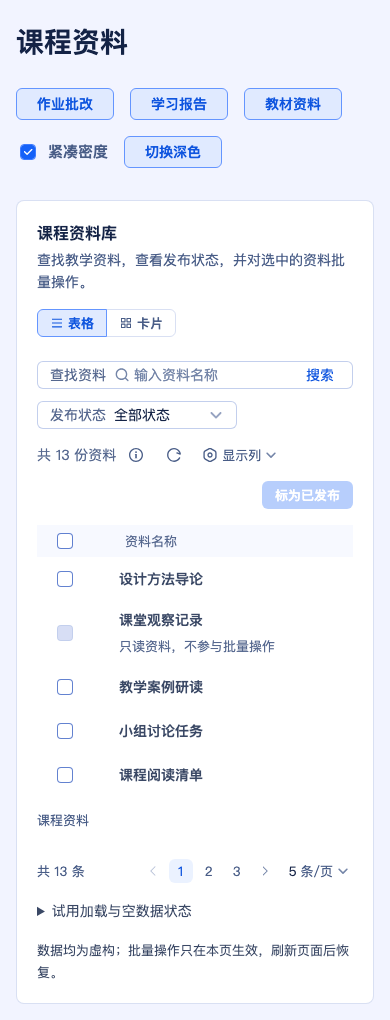 课程资料
作业批改 学习报告 教材资料
紧凑密度 切换深色
课程资料库
查找教学资料，查看发布状态，并对选中的资料批
量操作。
表格 卡片
查找资料 输入资料名称 搜索
发布状态 全部状态
共 13 份资料 显示列
标为已发布
资料名称
设计方法导论
课堂观察记录
只读资料，不参与批量操作
教学案例研读
小组讨论任务
课程阅读清单
课程资料
共 13 条 1 2 3 5 条/页
试用加载与空数据状态
数据均为虚构；批量操作只在本页生效，刷新页面后恢
复。